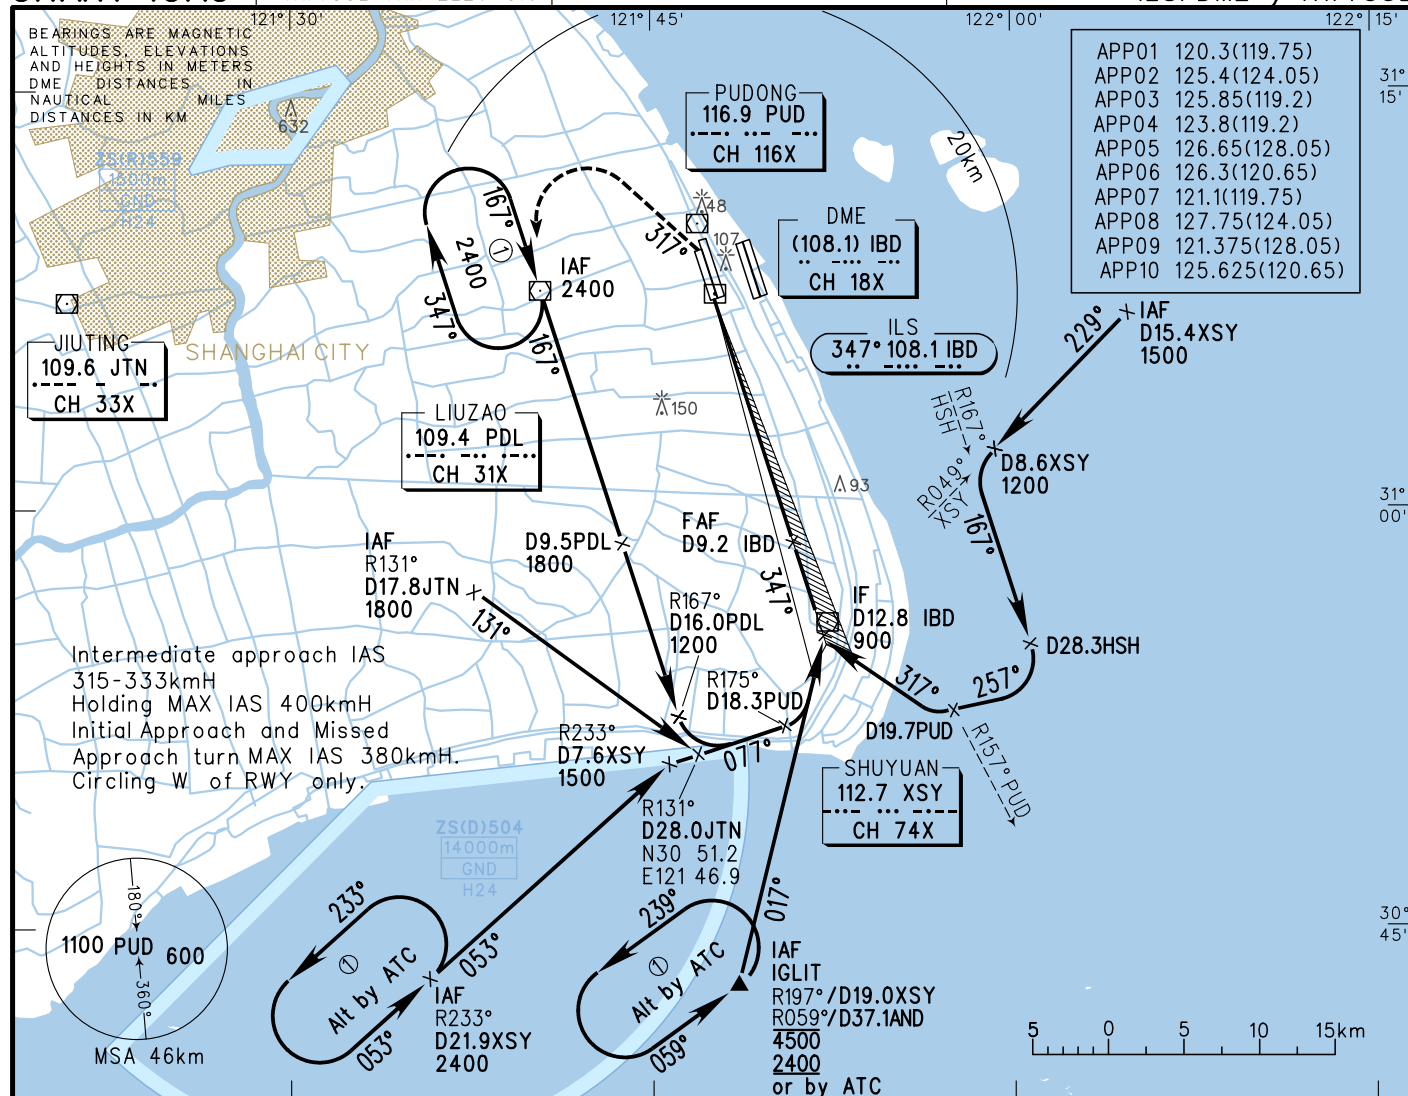 121° 30'
121° 45'
122° 00'
122° 15'
BEARINGS ARE MAGNETIC
ALTITUDES, ELEVATIONS
AND HEIGHTS IN METERS
DME DISTANCES IN
NAUTICAL MILES
DISTANCES IN KM
632
ZS(R)559
1500m
GND
H24
PUDONG
116.9 PUD
CH 116X
20km
APP01 120.3(119.75)
APP02 125.4(124.05)
APP03 125.85(119.2)
APP04 123.8(119.2)
APP05 126.65(128.05)
APP06 126.3(120.65)
APP07 121.1(119.75)
APP08 127.75(124.05)
APP09 121.375(128.05)
APP10 125.625(120.65)
31°
15'
167°
2400
1
347°
IAF
2400
167°
317°
48
107
DME
(108.1) IBD
CH 18X
ILS
347° 108.1 IBD
229°
IAF
D15.4XSY
1500
JIUTING
109.6 JTN
CH 33X
SHANGHAI CITY
LIUZAO
109.4 PDL
CH 31X
150
93
R167°
HSH
R049°
XSY
D8.6XSY
1200
167°
31°
00'
IAF
R131°
D17.8JTN
1800
131°
D9.5PDL
1800
FAF
D9.2 IBD
347°
IF
D12.8 IBD
900
R167°
D16.0PDL
1200
R175°
D18.3PUD
D28.3HSH
317°
257°
D19.7PUD
R157° PUD
Intermediate approach IAS
315-333kmH
Holding MAX IAS 400kmH
Initial Approach and Missed
Approach turn MAX IAS 380kmH.
Circling W of RWY only.
R233°
D7.6XSY
1500
077°
SHUYUAN
112.7 XSY
CH 74X
R131°
D28.0JTN
N30 51.2
E121 46.9
ZS(D)504
14000m
GND
H24
180°
1100 PUD 600
360°
MSA 46km
233°
1
Alt by ATC
053°
053°
IAF
R233°
D21.9XSY
2400
239°
1
Alt by ATC
059°
017°
IAF
IGLIT
R197°/D19.0XSY
R059°/D37.1AND
4500
2400
or by ATC
30°
45'
5 0 5 10 15km